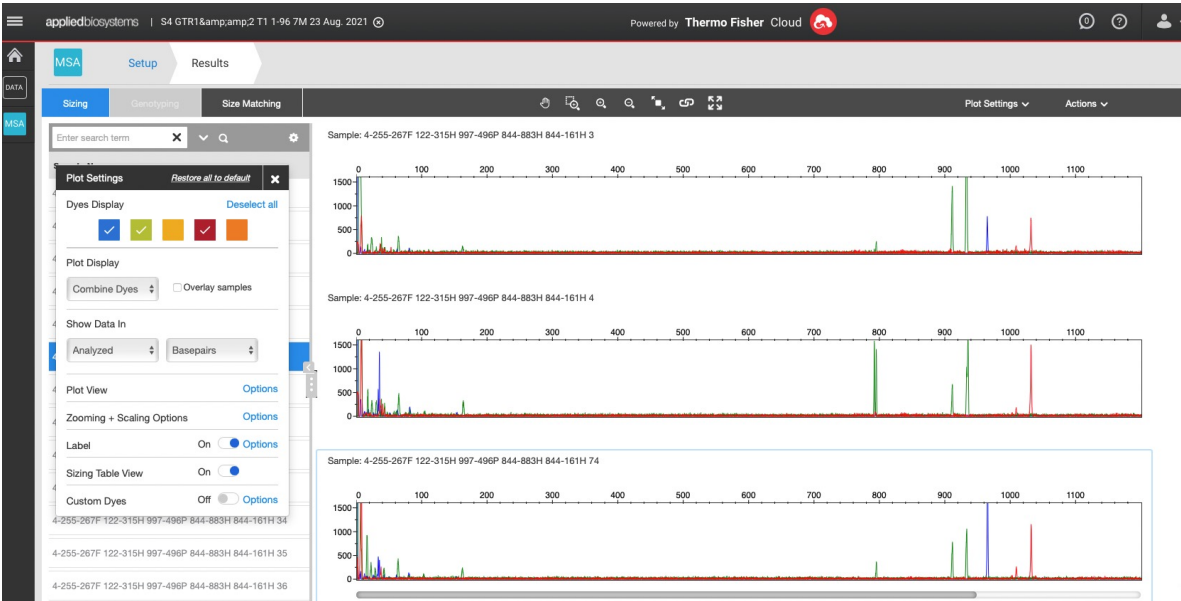 appliedbiosystems | S4 GTR1&amp;amp;2 T1 1-96 7M 23 Aug. 2021
Powered by Thermo Fisher Cloud
0 ?
MSA Setup Results
DATA
MSA
Sizing Genotyping Size Matching
Plot Settings Actions
Enter search term
Plot Settings Restore all to default
Dyes Display Deselect all
Plot Display
Combine Dyes Overlay samples
Show Data In
Analyzed Basepairs
Plot View Options
Zooming + Scaling Options Options
Label On Options
Sizing Table View On
Custom Dyes Off Options
4-255-267F 122-315H 997-496P 844-883H 844-161H 34
4-255-267F 122-315H 997-496P 844-883H 844-161H 35
4-255-267F 122-315H 997-496P 844-883H 844-161H 36
Sample: 4-255-267F 122-315H 997-496P 844-883H 844-161H 3
0 100 200 300 400 500 600 700 800 900 1000 1100
1500
1000
500
0
Sample: 4-255-267F 122-315H 997-496P 844-883H 844-161H 4
0 100 200 300 400 500 600 700 800 900 1000 1100
1500
1000
500
0
Sample: 4-255-267F 122-315H 997-496P 844-883H 844-161H 74
0 100 200 300 400 500 600 700 800 900 1000 1100
1500
1000
500
0